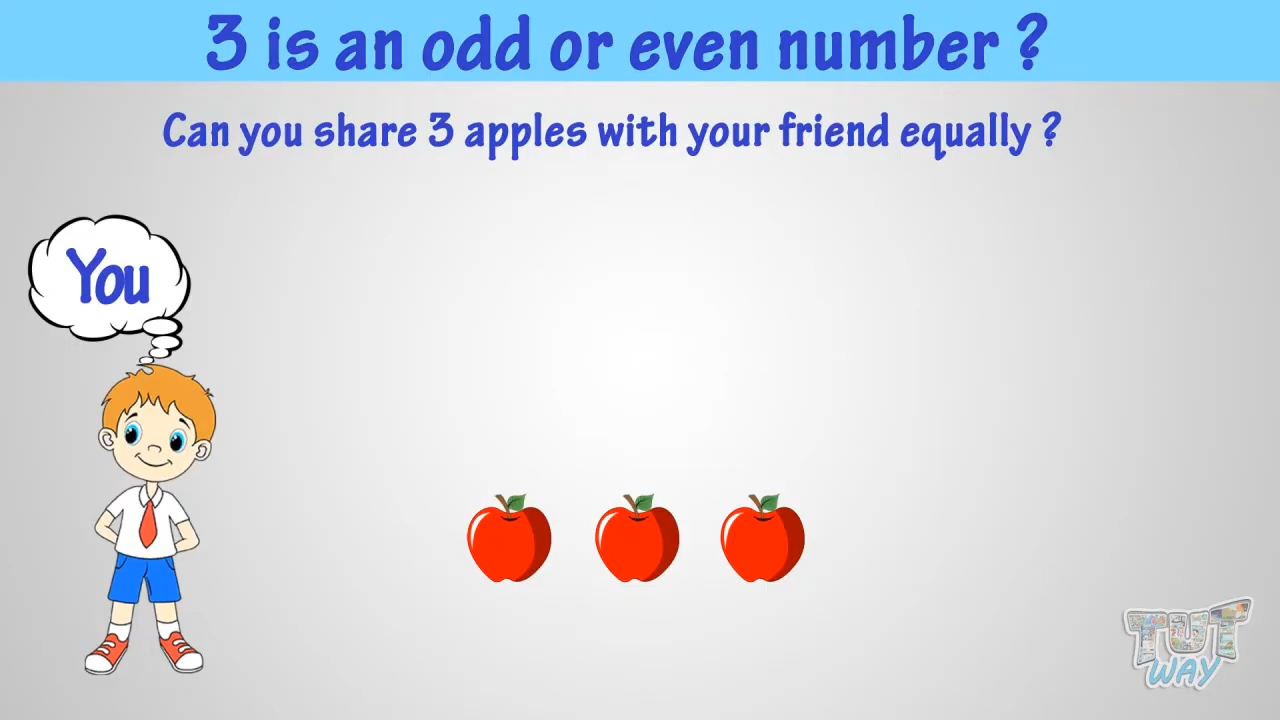 3 is an odd or even number ?
Can you share 3 apples with your friend equally ?
You
TUT
WAY